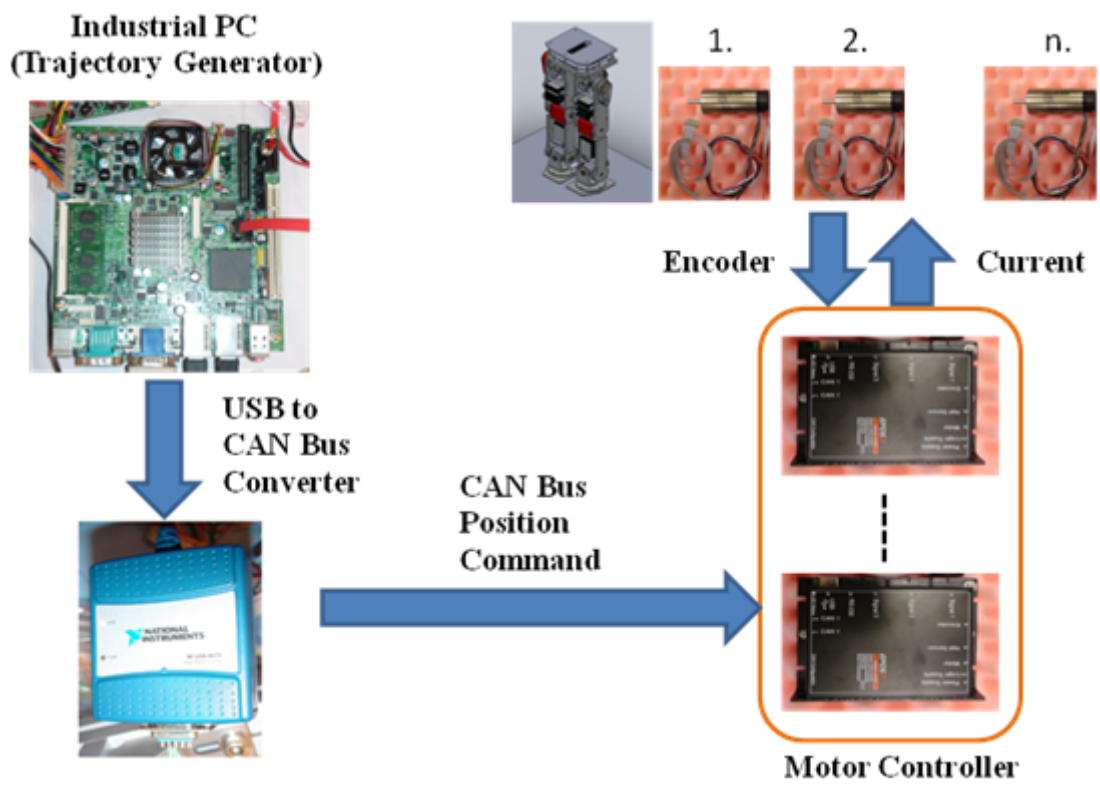 Industrial PC
(Trajectory Generator)
1.
2.
n.
Encoder
Current
USB to
CAN Bus
Converter
CAN Bus
Position
Command
NATIONAL
INSTRUMENTS
Motor Controller